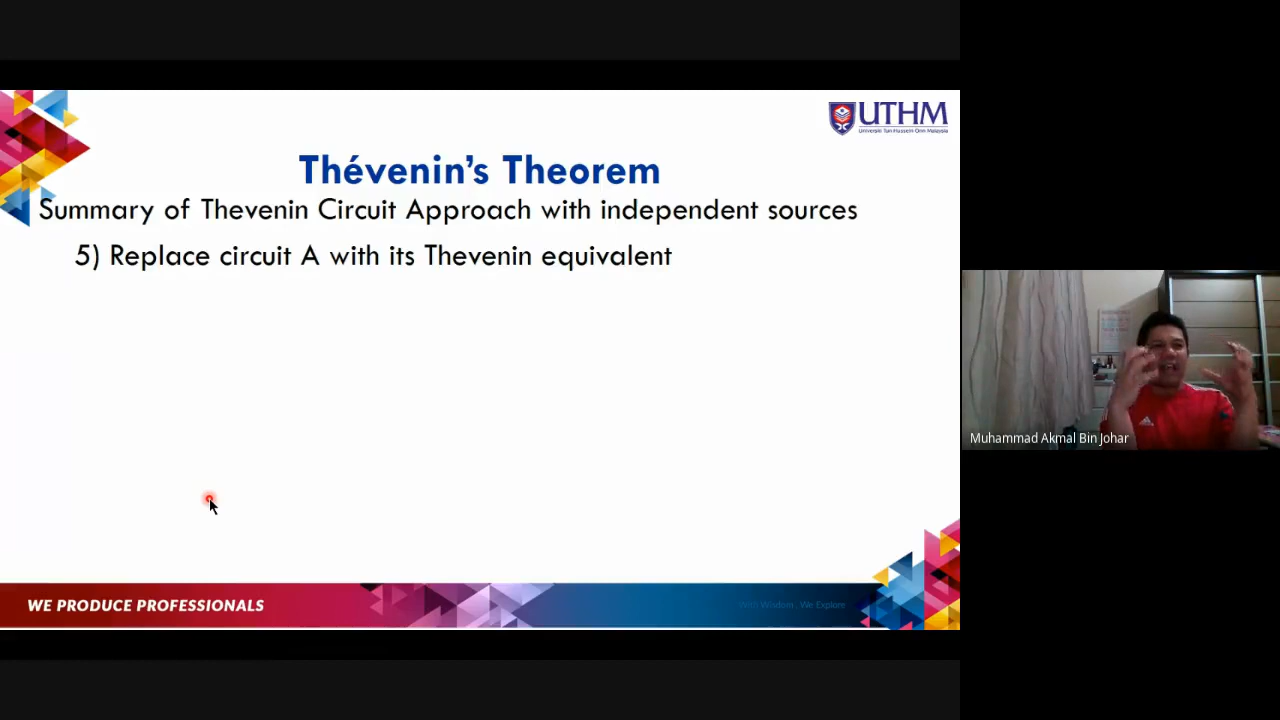 UTHM
Universiti Tun Hussein Onn Malaysia
Thévenin's Theorem
Summary of Thevenin Circuit Approach with independent sources
5) Replace circuit A with its Thevenin equivalent
Muhammad Akmal Bin Johar
WE PRODUCE PROFESSIONALS
With Wisdom, We Explore